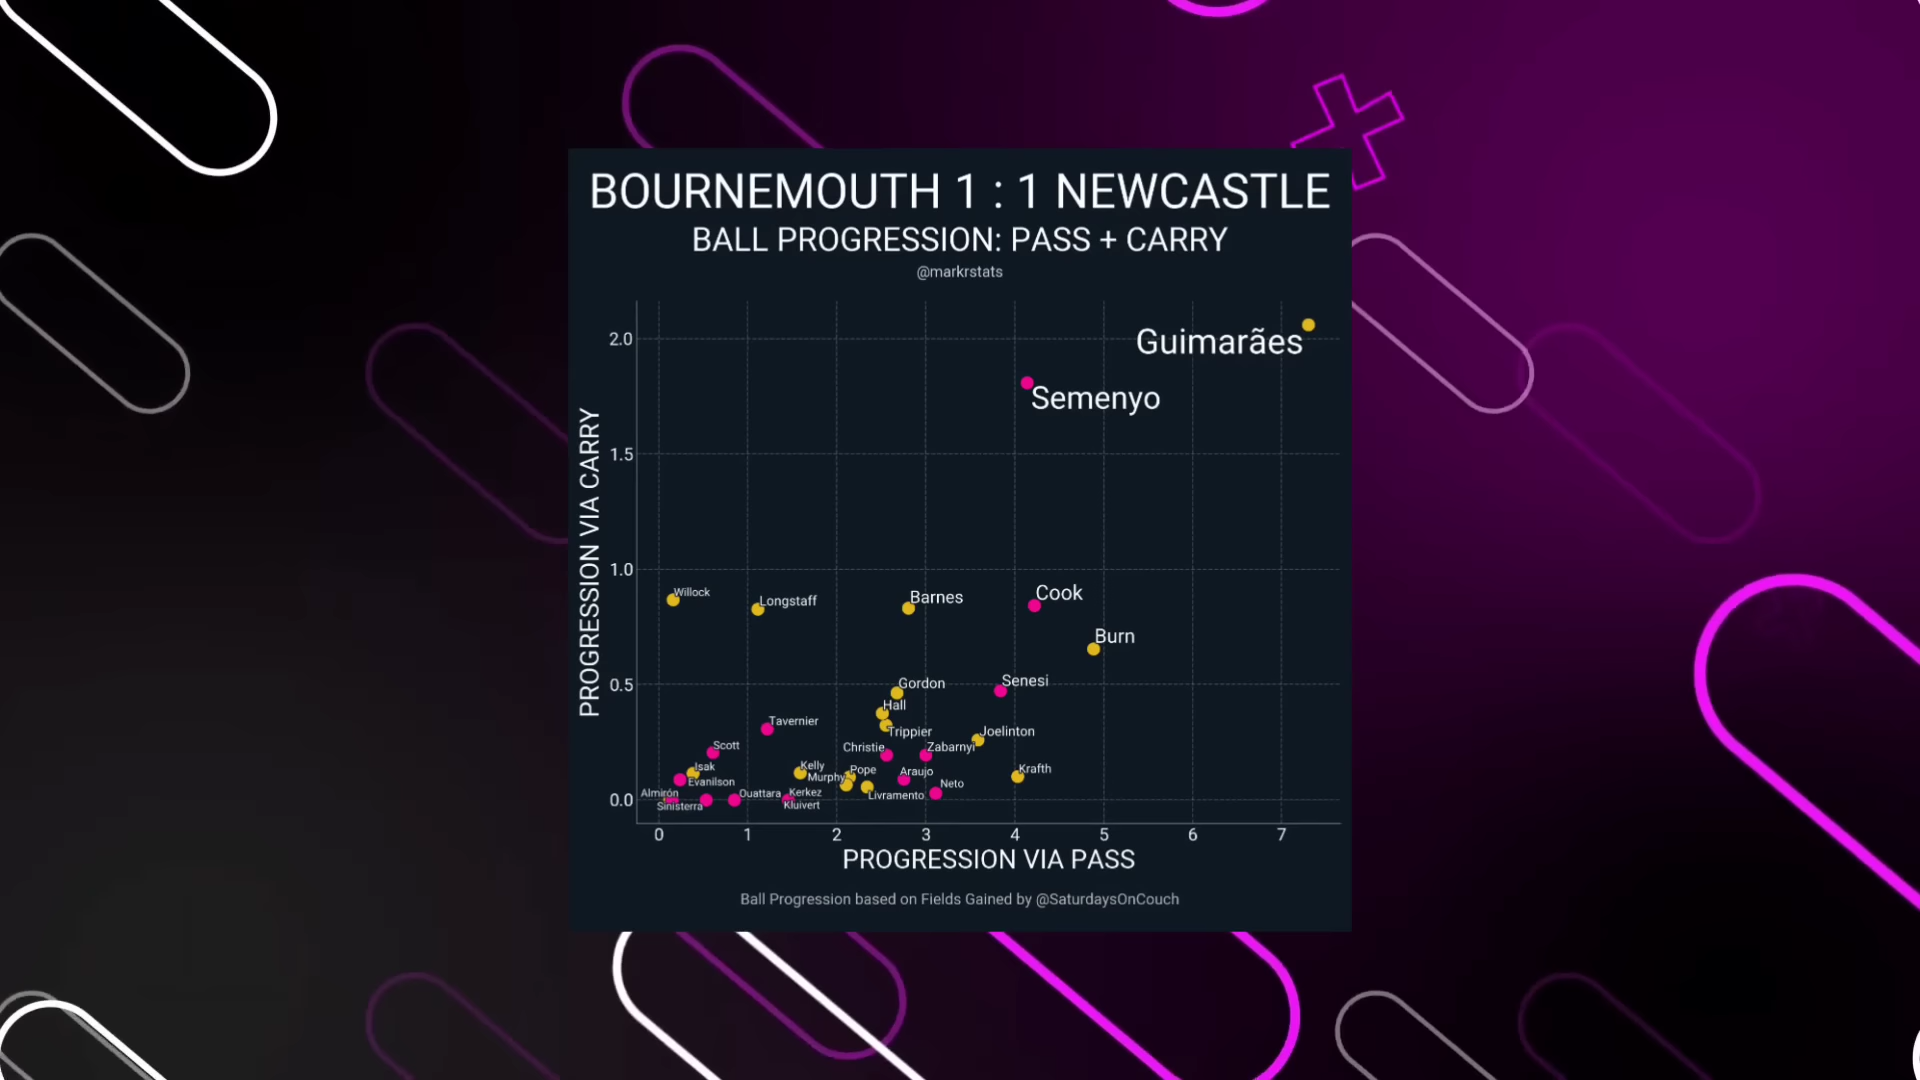 BOURNEMOUTH 1 : 1 NEWCASTLE
BALL PROGRESSION: PASS + CARRY
@markrstats
PROGRESSION VIA CARRY
2.0
1.5
1.0
0.5
0.0
Guimarães
Semenyo
Willock
Longstaff
Barnes
Cook
Burn
Gordon
Senesi
Hall
Tavernier
Trippier
Joelinton
Scott
Christie
Zabarnyi
Isak
Kelly
Pope
Araujo
Krafth
Evanilson
Murphy
Neto
Almirón
Ouattara
Kerkez
Livramento
Sinisterra
Kluivert
0 1 2 3 4 5 6 7
PROGRESSION VIA PASS
Ball Progression based on Fields Gained by @SaturdaysOnCouch